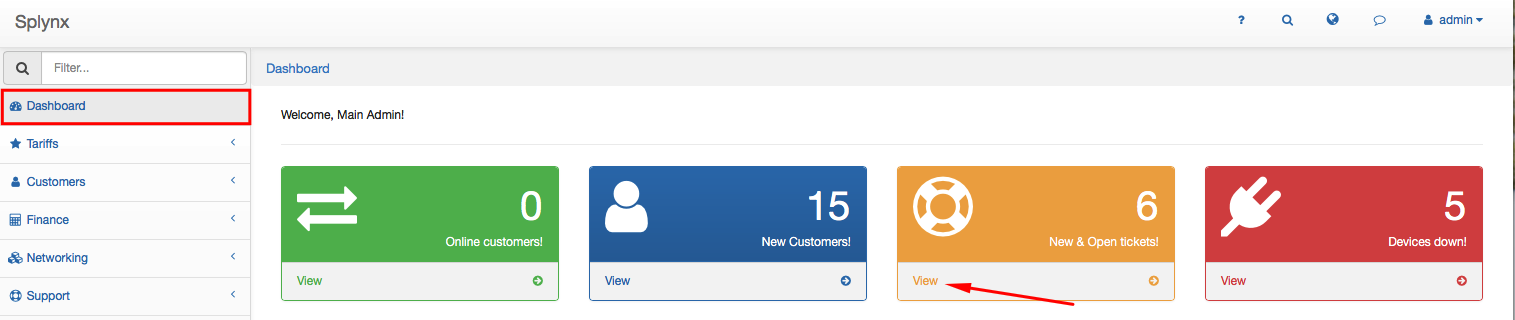 Splynx
? admin
Filter...
Dashboard
Tariffs
Customers
Finance
Networking
Support
Dashboard
Welcome, Main Admin!
0
Online customers!
View
15
New Customers!
View
6
New & Open tickets!
View
5
Devices down!
View